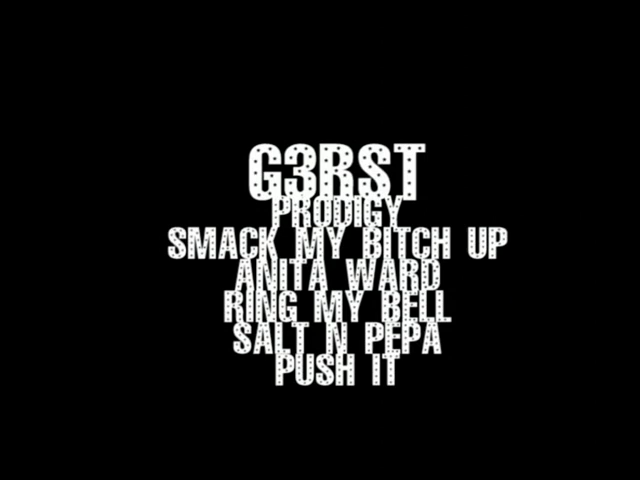 G3RST
PRODIGY
SMACK MY BITCH UP
ANITA WARD
RING MY BELL
SALT N PEPA
PUSH IT